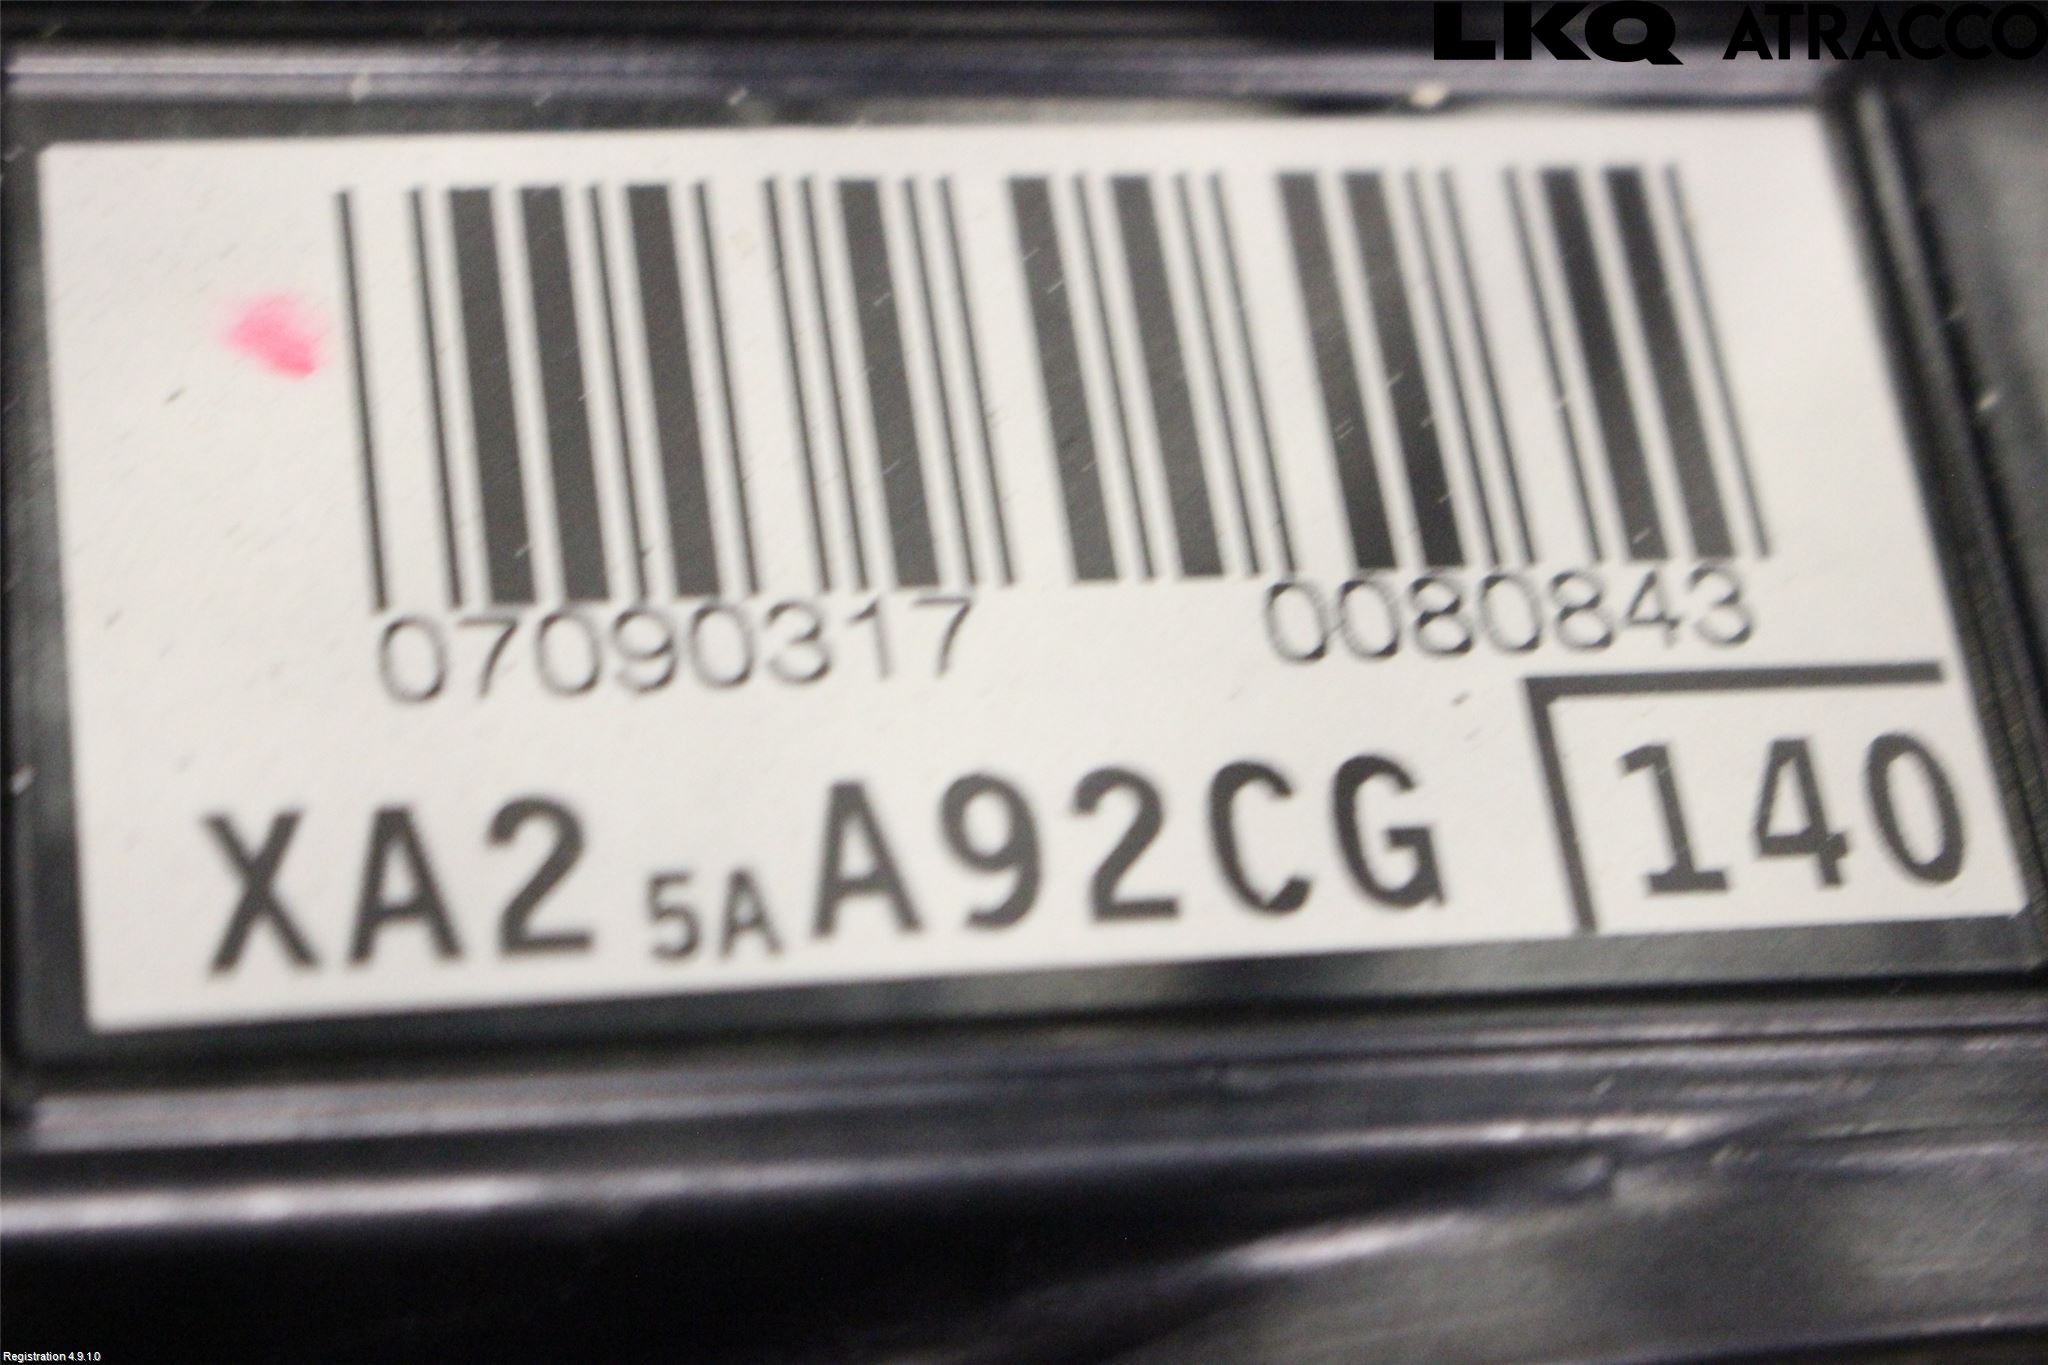 LKQ ATRACCO
07090317 0080843
XA2 5A A92CG 140
Registration 4.9.1.0